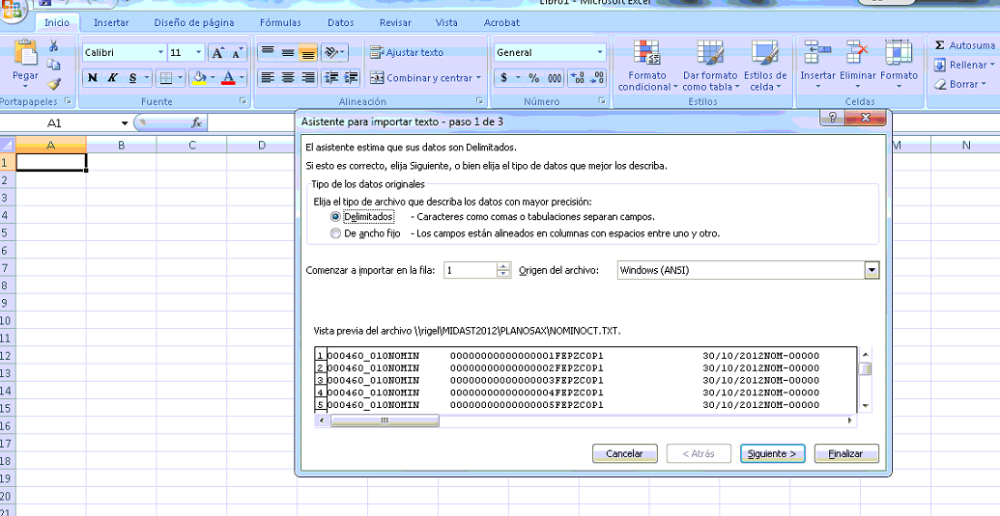 Libro1 - Microsoft Excel
Inicio Insertar Diseño de página Fórmulas Datos Revisar Vista Acrobat
Pegar
Calibri 11
Ajustar texto
General
Formato condicional
Dar formato como tabla
Estilos de celda
Insertar Eliminar Formato
Σ Autosuma
Rellenar
Borrar
N K S
Combinar y centrar
$ % 000
Portapapeles Fuente Alineación Número Estilos Celdas
A1 fx
Asistente para importar texto - paso 1 de 3
A B C D M N
1
2
3
4
5
6
7
8
9
10
11
12
13
14
15
16
17
18
19
20
21
El asistente estima que sus datos son Delimitados.
Si esto es correcto, elija Siguiente, o bien elija el tipo de datos que mejor los describa.
Tipo de los datos originales
Elija el tipo de archivo que describa los datos con mayor precisión:
Delimitados - Caracteres como comas o tabulaciones separan campos.
De ancho fijo - Los campos están alineados en columnas con espacios entre uno y otro.
Comenzar a importar en la fila: 1 Origen del archivo: Windows (ANSI)
Vista previa del archivo \\rigel\MIDAST2012\PLANOSAX\NOMINOCT.TXT.
1 000460_010NOMIN 00000000000000001FEPZCOP1 30/10/2012NOM-00000
2 000460_010NOMIN 00000000000000002FEPZCOP1 30/10/2012NOM-00000
3 000460_010NOMIN 00000000000000003FEPZCOP1 30/10/2012NOM-00000
4 000460_010NOMIN 00000000000000004FEPZCOP1 30/10/2012NOM-00000
5 000460_010NOMIN 00000000000000005FEPZCOP1 30/10/2012NOM-00000
Cancelar < Atrás Siguiente > Finalizar